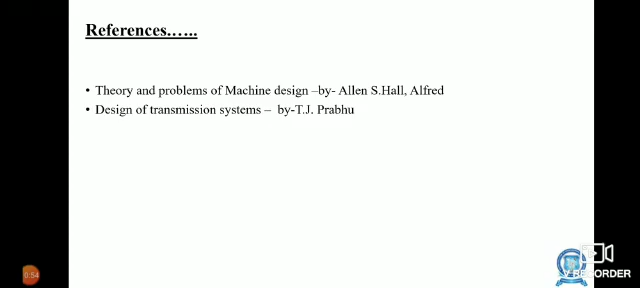 References…...
• Theory and problems of Machine design –by- Allen S.Hall, Alfred
• Design of transmission systems – by-T.J. Prabhu
0:54
V RECORDER